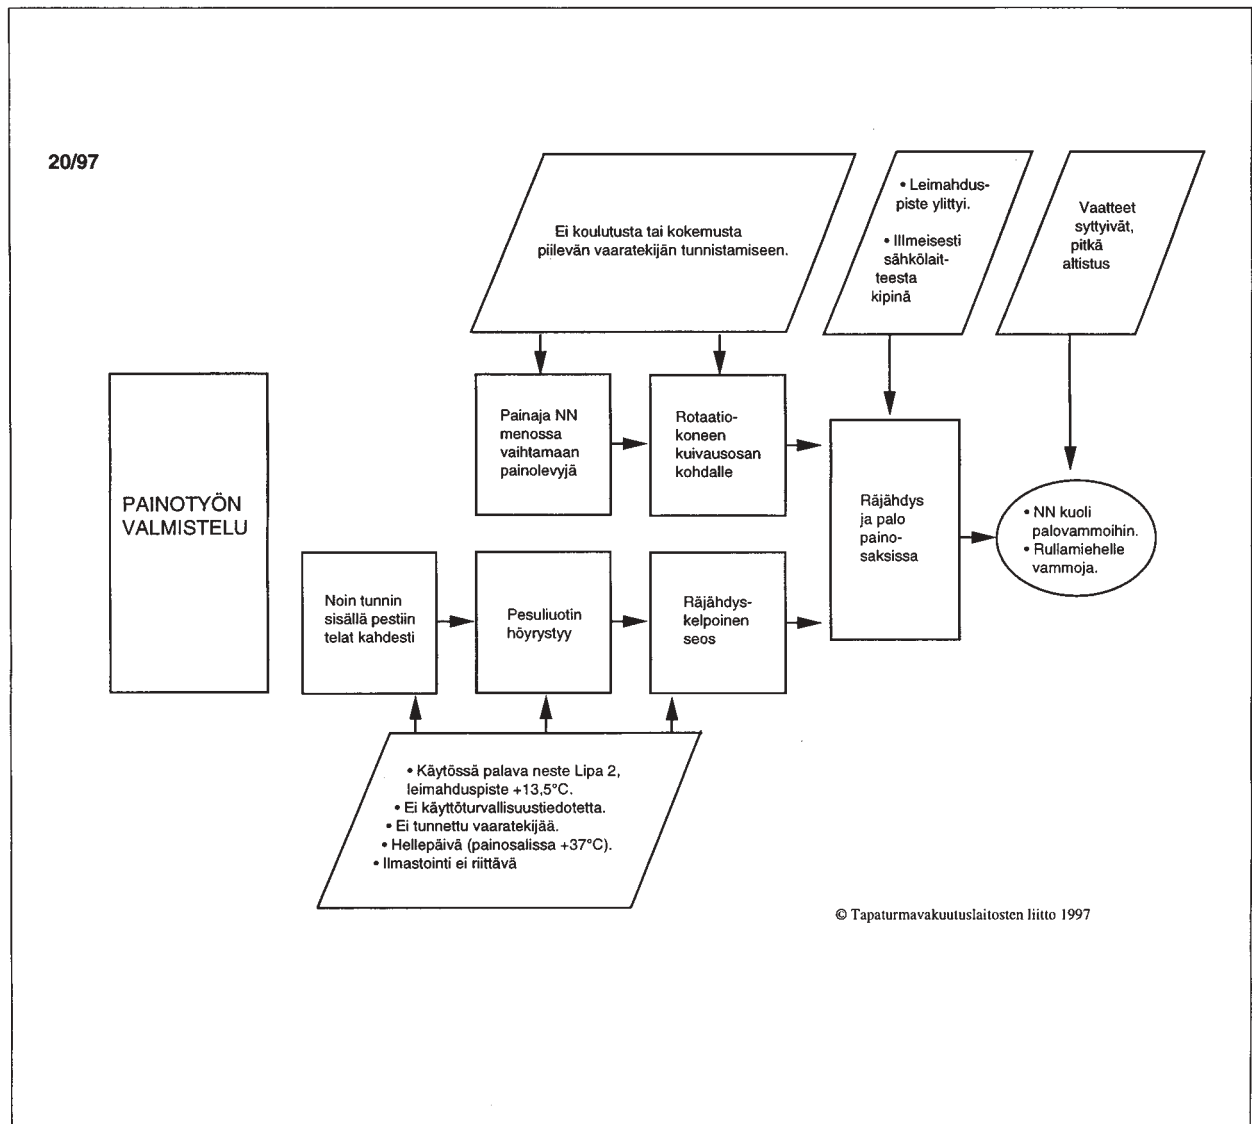 20/97
Ei koulutusta tai kokemusta
piilevän vaaratekijän tunnistamiseen.
• Leimahdus-
piste ylittyi.
• Illmeisesti
sähkölait-
teesta
kipinä
Vaatteet
syttyivät,
pitkä
altistus
PAINOTYÖN
VALMISTELU
Painaja NN
menossa
vaihtamaan
painolevyjä
Rotaatio-
koneen
kuivausosan
kohdalle
Noin tunnin
sisällä pestiin
telat kahdesti
Pesuliuotin
höyrystyy
Räjähdys-
kelpoinen
seos
Räjähdys
ja palo
paino-
saksissa
• NN kuoli
palovammoihin.
• Rullamiehelle
vammoja.
• Käytössä palava neste Lipa 2,
leimahduspiste +13,5°C.
• Ei käyttöturvallisuustiedotetta.
• Ei tunnettu vaaratekijää.
• Hellepäivä (painosalissa +37°C).
• Ilmastointi ei riittävä
© Tapaturmavakuutuslaitosten liitto 1997